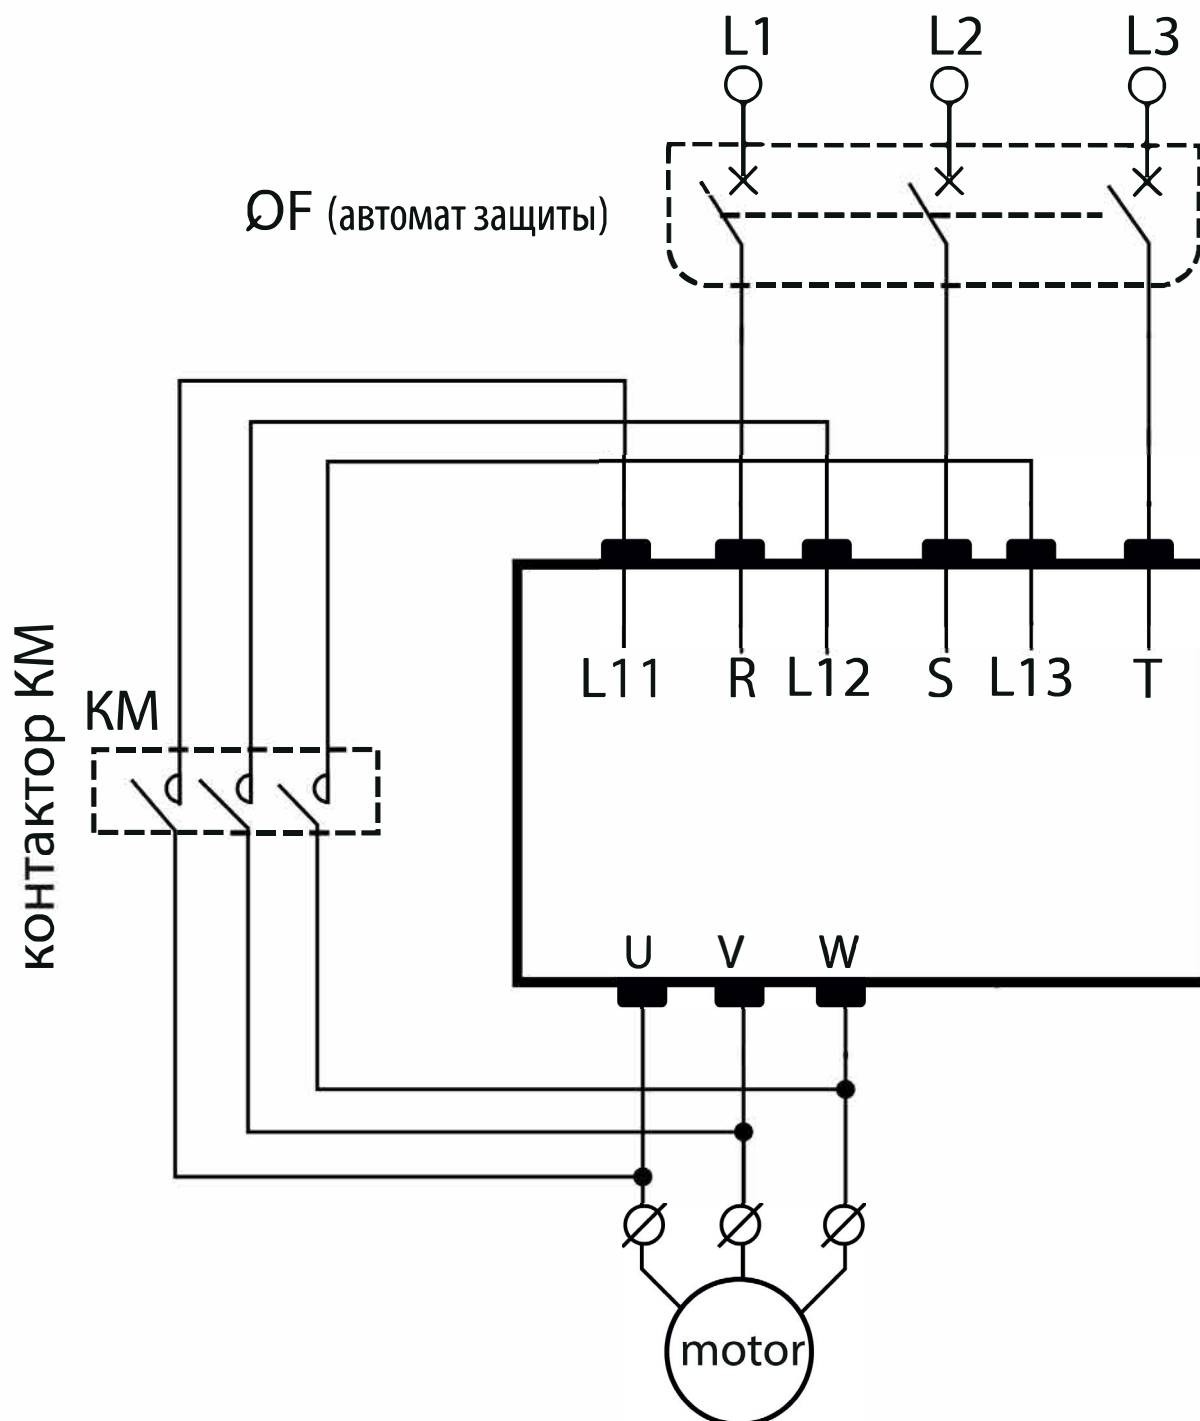 L1 L2 L3
QF (автомат защиты)
L11 R L12 S L13 T
контактор КМ
КМ
U V W
motor